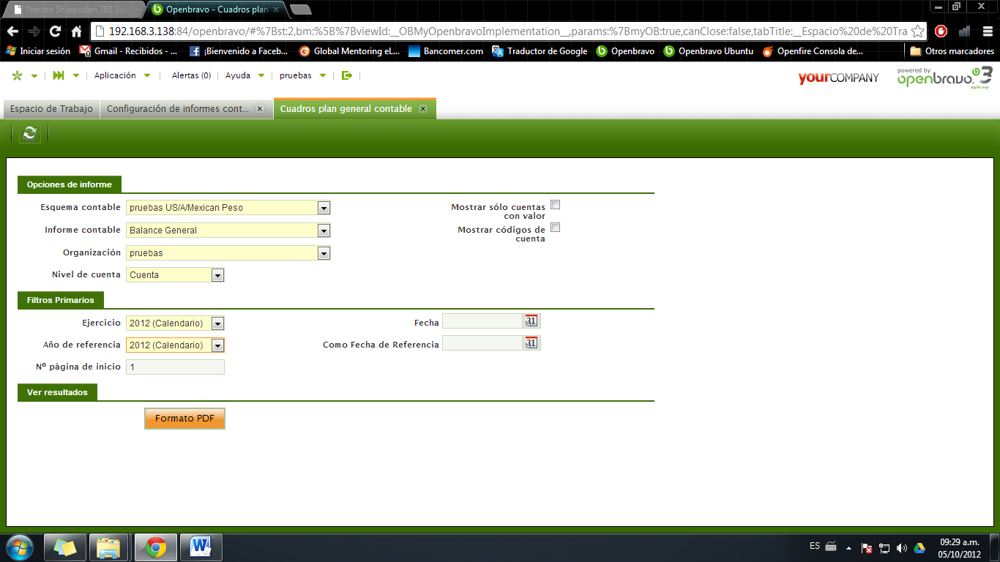 Naruto Shippuden 282 Sub
Openbravo - Cuadros plan
192.168.3.138:84/openbravo/#%7Bst:2,bm:%5B%7BviewId:__OBMyOpenbravoImplementation__,params:%7BmyOB:true,canClose:false,tabTitle:__Espacio%20de%20Tra
Iniciar sesión
Gmail - Recibidos - ...
¡Bienvenido a Faceb...
Global Mentoring eL...
Bancomer.com
Traductor de Google
Openbravo
Openbravo Ubuntu
Openfire Consola de...
Otros marcadores
Aplicación
Alertas (0)
Ayuda
pruebas
yourCOMPANY
powered by
openbravo 3
agile erp
Espacio de Trabajo
Configuración de informes cont...
Cuadros plan general contable
Opciones de informe
Esquema contable
pruebas US/A/Mexican Peso
Mostrar sólo cuentas
con valor
Informe contable
Balance General
Mostrar códigos de
cuenta
Organización
pruebas
Nivel de cuenta
Cuenta
Filtros Primarios
Ejercicio
2012 (Calendario)
Fecha
31
Año de referencia
2012 (Calendario)
Como Fecha de Referencia
31
Nº página de inicio
1
Ver resultados
Formato PDF
ES
09:29 a.m.
05/10/2012